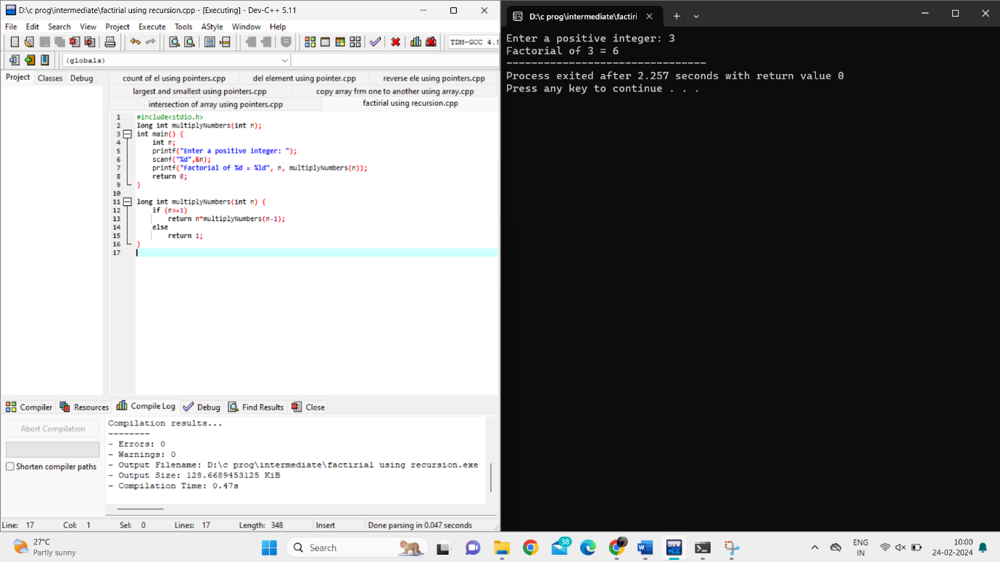 D:\c prog\intermediate\factirial using recursion.cpp - [Executing] - Dev-C++ 5.11
File Edit Search View Project Execute Tools AStyle Window Help
TDM-GCC 4.9
(globals)
Project Classes Debug
count of el using pointers.cpp del element using pointer.cpp reverse ele using pointers.cpp
largest and smallest using pointers.cpp copy array frm one to another using array.cpp
intersection of array using pointers.cpp factirial using recursion.cpp
1 #include<stdio.h>
2 long int multiplyNumbers(int n);
3 int main() {
4 int n;
5 printf("Enter a positive integer: ");
6 scanf("%d",&n);
7 printf("Factorial of %d = %ld", n, multiplyNumbers(n));
8 return 0;
9 }
10
11 long int multiplyNumbers(int n) {
12 if (n>=1)
13 return n*multiplyNumbers(n-1);
14 else
15 return 1;
16 }
17
Compiler Resources Compile Log Debug Find Results Close
Abort Compilation
Shorten compiler paths
Compilation results...
--------
- Errors: 0
- Warnings: 0
- Output Filename: D:\c prog\intermediate\factirial using recursion.exe
- Output Size: 128.6689453125 KiB
- Compilation Time: 0.47s
Line: 17 Col: 1 Sel: 0 Lines: 17 Length: 348 Insert Done parsing in 0.047 seconds
D:\c prog\intermediate\factiri
Enter a positive integer: 3
Factorial of 3 = 6
--------------------------------
Process exited after 2.257 seconds with return value 0
Press any key to continue . . .
27°C
Partly sunny
Search
38
DEV
ENG
IN
10:00
24-02-2024